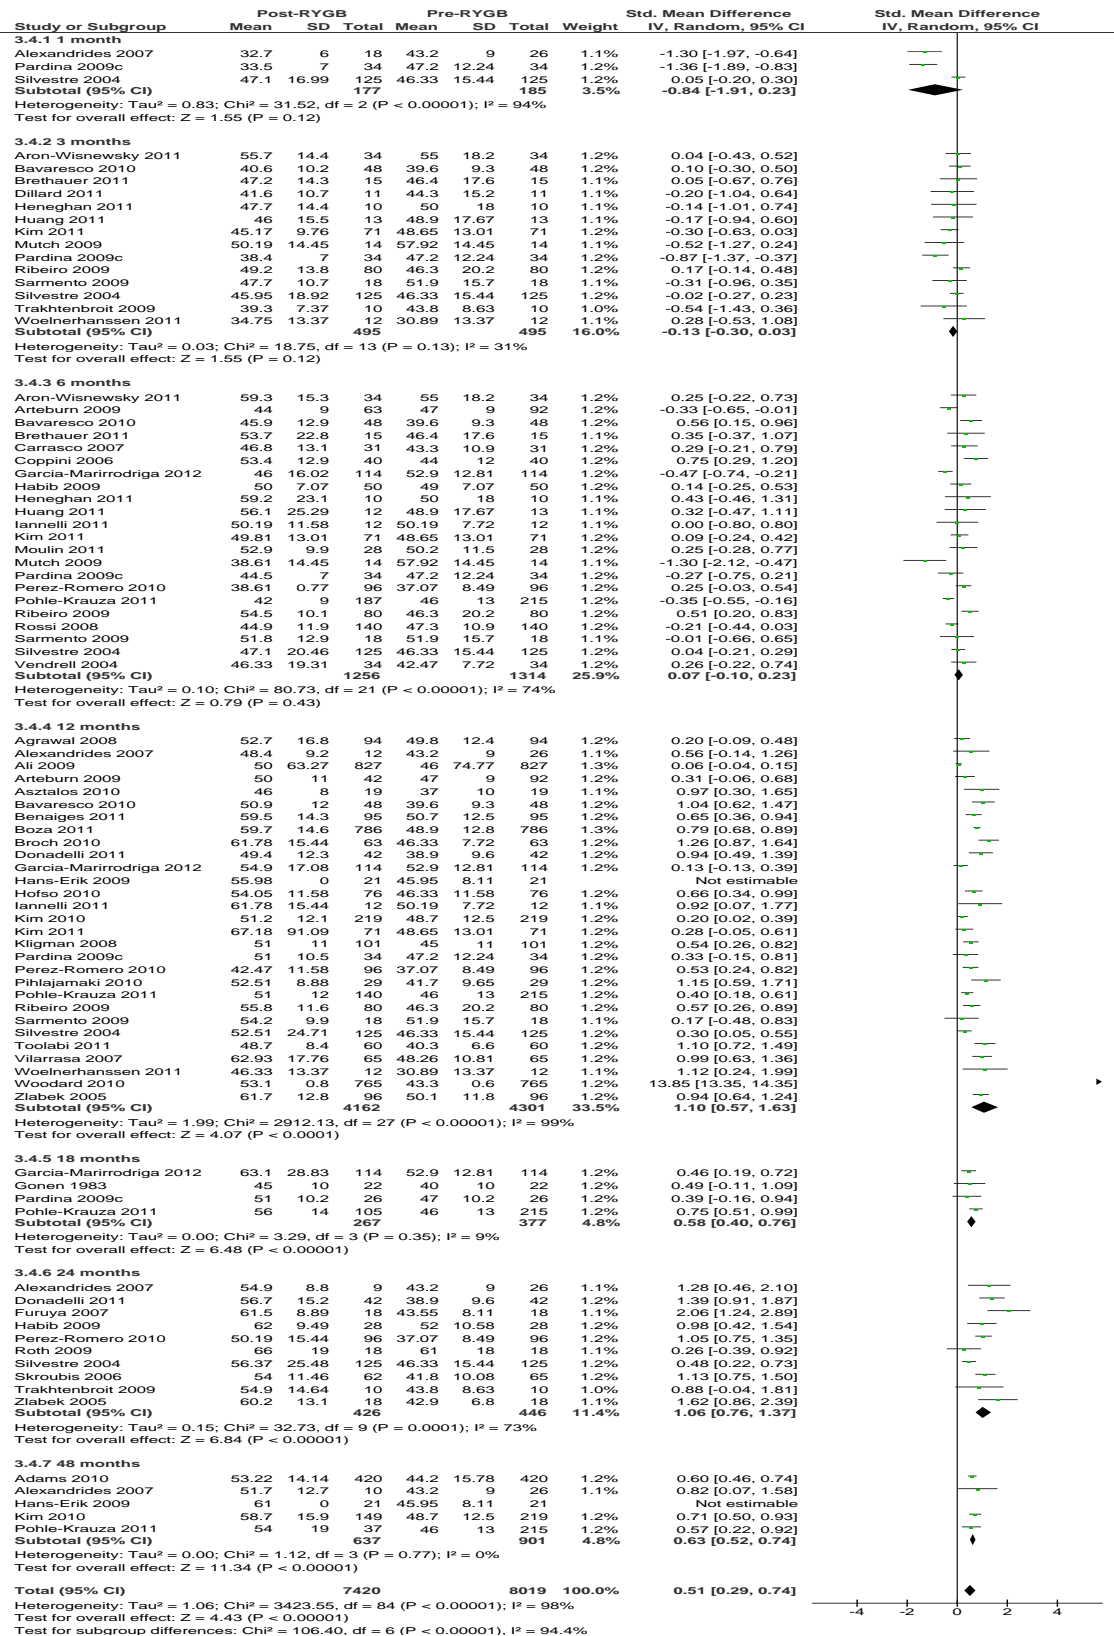 Post-RYGB Pre-RYGB Std. Mean Difference Std. Mean Difference
Study or Subgroup Mean SD Total Mean SD Total Weight IV, Random, 95% CI IV, Random, 95% CI
3.4.1 1 month
Alexandrides 2007 32.7 6 18 43.2 9 26 1.1% -1.30 [-1.97, -0.64]
Pardina 2009c 33.5 7 34 47.2 12.24 34 1.1% -1.36 [-1.89, -0.83]
Silvestre 2004 47.1 16.99 125 46.33 15.44 125 1.2% 0.05 [-0.20, 0.30]
Subtotal (95% CI) 177 185 3.5% -0.84 [-1.91, 0.23]
Heterogeneity: Tau² = 0.83; Chi² = 31.52, df = 2 (P < 0.00001); I² = 94%
Test for overall effect: Z = 1.55 (P = 0.12)
3.4.2 3 months
Aron-Wisnewsky 2011 55.7 14.4 34 55 18.2 34 1.2% 0.04 [-0.43, 0.52]
Bavaresco 2010 40.6 10.2 48 39.6 9.3 48 1.2% 0.10 [-0.30, 0.50]
Brethauer 2011 47.2 14.3 15 46.4 17.6 15 1.1% 0.05 [-0.67, 0.76]
Dillard 2011 41.6 10.7 11 44.3 15.2 11 1.1% -0.20 [-1.04, 0.64]
Heneghan 2011 47.7 14.4 10 50 18 10 1.1% -0.14 [-1.01, 0.74]
Huang 2011 46 15.5 13 48.9 17.67 13 1.1% -0.17 [-0.94, 0.60]
Kim 2011 45.17 9.76 71 48.65 13.01 71 1.2% -0.30 [-0.63, 0.03]
Mutch 2009 50.19 14.45 14 57.92 14.45 14 1.1% -0.52 [-1.27, 0.24]
Pardina 2009c 38.4 7 34 47.2 12.24 34 1.2% -0.87 [-1.37, -0.37]
Ribeiro 2009 49.2 13.8 80 46.3 20.2 80 1.2% 0.17 [-0.14, 0.48]
Sarmento 2009 47.7 10.7 18 51.9 15.7 18 1.1% -0.31 [-0.96, 0.35]
Silvestre 2004 45.95 18.92 125 46.33 15.44 125 1.2% -0.02 [-0.27, 0.23]
Trakhtenbroit 2009 39.3 7.37 10 43.8 8.63 10 1.0% -0.54 [-1.43, 0.36]
Woelnerhanssen 2011 34.75 13.37 12 30.89 13.37 12 1.1% 0.28 [-0.53, 1.08]
Subtotal (95% CI) 495 495 16.0% -0.13 [-0.30, 0.03]
Heterogeneity: Tau² = 0.03; Chi² = 18.75, df = 13 (P = 0.13); I² = 31%
Test for overall effect: Z = 1.55 (P = 0.12)
3.4.3 6 months
Aron-Wisnewsky 2011 59.3 15.3 34 55 18.2 34 1.2% 0.25 [-0.22, 0.73]
Arteburn 2009 44 9 63 47 9 92 1.2% -0.33 [-0.65, -0.01]
Bavaresco 2010 45.9 12.9 48 39.6 9.3 48 1.2% 0.56 [0.15, 0.96]
Brethauer 2011 53.7 22.8 15 46.4 17.6 15 1.1% 0.35 [-0.37, 1.07]
Carrasco 2007 46.8 13.1 31 43.3 10.9 31 1.2% 0.29 [-0.21, 0.79]
Coppini 2006 53.4 12.9 40 44 12 40 1.2% 0.75 [0.29, 1.20]
Garcia-Marirrodriga 2012 46 16.02 114 52.9 12.81 114 1.2% -0.47 [-0.74, -0.21]
Habib 2009 50 7.07 50 49 7.07 50 1.2% 0.14 [-0.25, 0.53]
Heneghan 2011 59.2 23.1 10 50 18 10 1.1% 0.43 [-0.46, 1.31]
Huang 2011 56.1 25.29 12 48.9 17.67 13 1.1% 0.32 [-0.47, 1.11]
Iannelli 2011 50.19 11.58 12 50.19 7.72 12 1.1% 0.00 [-0.80, 0.80]
Kim 2011 49.81 13.01 71 48.65 13.01 71 1.2% 0.09 [-0.24, 0.42]
Moulin 2011 52.9 9.9 28 50.2 11.5 28 1.2% 0.25 [-0.28, 0.77]
Mutch 2009 38.61 14.45 14 57.92 14.45 14 1.1% -1.30 [-2.12, -0.47]
Pardina 2009c 44.5 7 34 47.2 12.24 34 1.2% -0.27 [-0.75, 0.21]
Perez-Romero 2010 38.61 0.77 96 37.07 8.49 96 1.2% 0.25 [-0.03, 0.54]
Pohle-Krauza 2011 42 9 187 46 13 215 1.2% -0.35 [-0.55, -0.16]
Ribeiro 2009 54.5 10.1 80 46.3 20.2 80 1.2% 0.51 [0.20, 0.83]
Rossi 2008 44.9 11.9 140 47.3 10.9 140 1.2% -0.21 [-0.44, 0.03]
Sarmento 2009 51.8 12.9 18 51.9 15.7 18 1.1% -0.01 [-0.66, 0.65]
Silvestre 2004 47.1 20.46 125 46.33 15.44 125 1.2% 0.04 [-0.21, 0.29]
Vendrell 2004 46.33 19.31 34 42.47 7.72 34 1.2% 0.26 [-0.22, 0.74]
Subtotal (95% CI) 1256 1314 25.9% 0.07 [-0.10, 0.23]
Heterogeneity: Tau² = 0.10; Chi² = 80.73, df = 21 (P < 0.00001); I² = 74%
Test for overall effect: Z = 0.79 (P = 0.43)
3.4.4 12 months
Agrawal 2008 52.7 16.8 94 49.8 12.4 94 1.2% 0.20 [-0.09, 0.48]
Alexandrides 2007 48.4 9.2 12 43.2 9 26 1.1% 0.56 [-0.14, 1.26]
Ali 2009 50 63.27 827 46 74.77 827 1.3% 0.06 [-0.04, 0.15]
Arteburn 2009 50 11 42 47 9 92 1.2% 0.31 [-0.06, 0.68]
Asztalos 2010 46 8 19 37 10 19 1.1% 0.97 [0.30, 1.65]
Bavaresco 2010 50.9 12 48 39.6 9.3 48 1.2% 1.04 [0.62, 1.47]
Benaiges 2011 59.5 14.3 95 50.7 12.5 95 1.2% 0.65 [0.36, 0.94]
Boza 2011 59.7 14.6 786 48.9 12.8 786 1.3% 0.79 [0.68, 0.89]
Broch 2010 61.78 15.44 63 46.33 7.72 63 1.2% 1.26 [0.87, 1.64]
Donadelli 2011 49.4 12.3 42 38.9 9.6 42 1.2% 0.94 [0.49, 1.39]
Garcia-Marirrodriga 2012 54.9 17.08 114 52.9 12.81 114 1.2% 0.13 [-0.13, 0.39]
Hans-Erik 2009 55.98 0 21 45.95 8.11 21 Not estimable
Hofso 2010 54.05 11.58 76 46.33 11.58 76 1.2% 0.66 [0.34, 0.99]
Iannelli 2011 61.78 15.44 12 50.19 7.72 12 1.1% 0.92 [0.07, 1.77]
Kim 2010 51.2 12.1 219 48.7 12.5 219 1.2% 0.20 [0.02, 0.39]
Kim 2011 67.18 91.09 71 48.65 13.01 71 1.2% 0.28 [-0.05, 0.61]
Kligman 2008 51 11 101 45 11 101 1.2% 0.54 [0.26, 0.82]
Pardina 2009c 51 10.5 34 47.2 12.24 34 1.2% 0.33 [-0.15, 0.81]
Perez-Romero 2010 42.47 11.58 96 37.07 8.49 96 1.2% 0.53 [0.24, 0.82]
Pihlajamaki 2010 52.51 8.88 29 41.7 9.65 29 1.2% 1.15 [0.59, 1.71]
Pohle-Krauza 2011 51 12 140 46 13 215 1.2% 0.40 [0.18, 0.61]
Ribeiro 2009 55.8 11.6 80 46.3 20.2 80 1.2% 0.57 [0.26, 0.89]
Sarmento 2009 54.2 9.9 18 51.9 15.7 18 1.1% 0.17 [-0.48, 0.83]
Silvestre 2004 52.51 24.71 125 46.33 15.44 125 1.2% 0.30 [0.05, 0.55]
Toolabi 2011 48.7 8.4 60 40.3 6.6 60 1.2% 1.10 [0.72, 1.49]
Vilarrasa 2007 62.93 17.76 65 48.26 10.81 65 1.2% 0.99 [0.63, 1.36]
Woelnerhanssen 2011 46.33 13.37 12 30.89 13.37 12 1.1% 1.12 [0.24, 1.99]
Woodard 2010 53.1 0.8 765 43.3 0.6 765 1.2% 13.85 [13.35, 14.35]
Zlabek 2005 61.7 12.8 96 50.1 11.8 96 1.2% 0.94 [0.64, 1.24]
Subtotal (95% CI) 4162 4301 33.5% 1.10 [0.57, 1.63]
Heterogeneity: Tau² = 1.99; Chi² = 2912.13, df = 27 (P < 0.00001); I² = 99%
Test for overall effect: Z = 4.07 (P < 0.0001)
3.4.5 18 months
Garcia-Marirrodriga 2012 63.1 28.83 114 52.9 12.81 114 1.2% 0.46 [0.19, 0.72]
Gonen 1983 45 10 22 40 10 22 1.2% 0.49 [-0.11, 1.09]
Pardina 2009c 51 10.2 26 47 10.2 26 1.2% 0.39 [-0.16, 0.94]
Pohle-Krauza 2011 56 14 105 46 13 215 1.2% 0.75 [0.51, 0.99]
Subtotal (95% CI) 267 377 4.8% 0.58 [0.40, 0.76]
Heterogeneity: Tau² = 0.00; Chi² = 3.29, df = 3 (P = 0.35); I² = 9%
Test for overall effect: Z = 6.48 (P < 0.00001)
3.4.6 24 months
Alexandrides 2007 54.9 8.8 9 43.2 9 26 1.1% 1.28 [0.46, 2.10]
Donadelli 2011 56.7 15.2 42 38.9 9.6 42 1.2% 1.39 [0.91, 1.87]
Furuya 2007 61.5 8.89 18 43.55 8.11 18 1.1% 2.06 [1.24, 2.89]
Habib 2009 62 9.49 28 52 10.58 28 1.2% 0.98 [0.42, 1.54]
Perez-Romero 2010 50.19 15.44 96 37.07 8.49 96 1.2% 1.05 [0.75, 1.35]
Roth 2009 66 19 18 61 18 18 1.1% 0.26 [-0.39, 0.92]
Silvestre 2004 56.37 25.48 125 46.33 15.44 125 1.2% 0.48 [0.22, 0.73]
Skroubis 2006 54 11.46 62 41.8 10.08 65 1.2% 1.13 [0.75, 1.50]
Trakhtenbroit 2009 54.9 14.64 10 43.8 8.63 10 1.0% 0.88 [-0.04, 1.81]
Zlabek 2005 60.2 13.1 18 42.9 6.8 18 1.1% 1.62 [0.86, 2.39]
Subtotal (95% CI) 426 446 11.4% 1.06 [0.76, 1.37]
Heterogeneity: Tau² = 0.15; Chi² = 32.73, df = 9 (P = 0.0001); I² = 73%
Test for overall effect: Z = 6.84 (P < 0.00001)
3.4.7 48 months
Adams 2010 53.22 14.14 420 44.2 15.78 420 1.2% 0.60 [0.46, 0.74]
Alexandrides 2007 51.7 12.7 10 43.2 9 26 1.1% 0.82 [0.07, 1.58]
Hans-Erik 2009 61 0 21 45.95 8.11 21 Not estimable
Kim 2010 58.7 15.9 149 48.7 12.5 219 1.2% 0.71 [0.50, 0.93]
Pohle-Krauza 2011 54 19 37 46 13 215 1.2% 0.57 [0.22, 0.92]
Subtotal (95% CI) 637 901 4.8% 0.63 [0.52, 0.74]
Heterogeneity: Tau² = 0.00; Chi² = 1.12, df = 3 (P = 0.77); I² = 0%
Test for overall effect: Z = 11.34 (P < 0.00001)
Total (95% CI) 7420 8019 100.0% 0.51 [0.29, 0.74]
Heterogeneity: Tau² = 1.06; Chi² = 3423.55, df = 84 (P < 0.00001); I² = 98%
Test for overall effect: Z = 4.43 (P < 0.00001)
Test for subgroup differences: Chi² = 106.40, df = 6 (P < 0.00001), I² = 94.4%
-4 -2 0 2 4